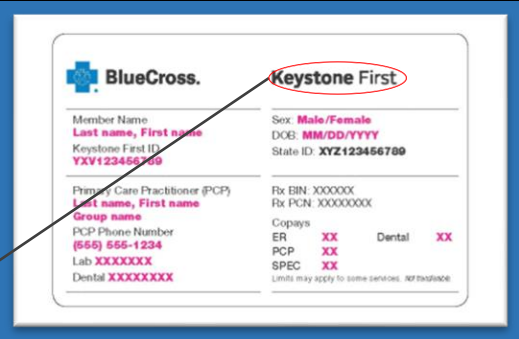 BlueCross.
Keystone First
Member Name
Last name, First name
Keystone First ID
YXV123456789
Sex: Male/Female
DOB: MM/DD/YYYY
State ID: XYZ123456789
Primary Care Practitioner (PCP)
Last name, First name
Group name
PCP Phone Number
(555) 555-1234
Lab XXXXXXX
Dental XXXXXXXX
Rx BIN: XXXXXX
Rx PCN: XXXXXXXX
Copays
ER XX Dental XX
PCP XX
SPEC XX
Limits may apply to some services. Not transferable.